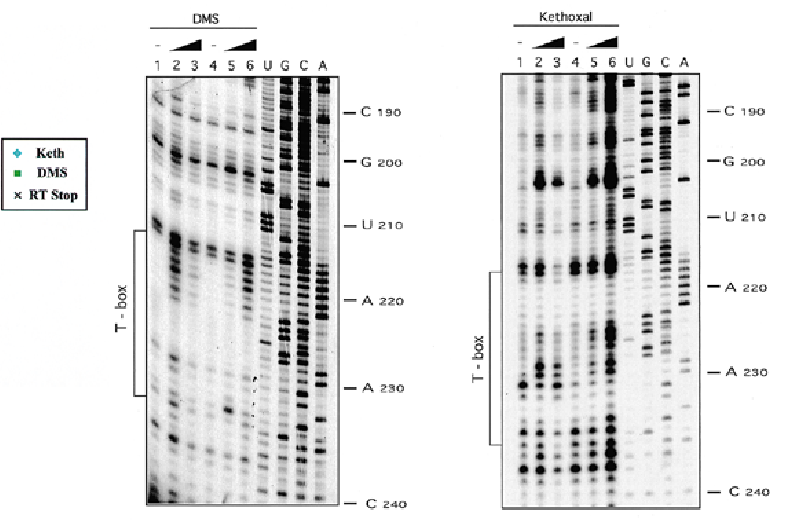 DMS
- - 
1 2 3 4 5 6 U G C A
C 190
G 200
U 210
A 220
A 230
C 240
T - box
Keth
DMS
RT Stop
Kethoxal
- -
1 2 3 4 5 6 U G C A
C 190
G 200
U 210
A 220
A 230
C 240
T - box